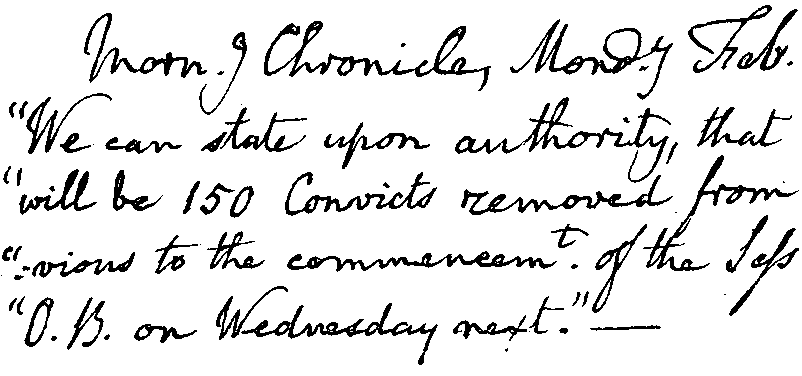 Morn.g Chronicle, Mond.y Feb.
"We can state upon authority, that
"will be 150 Convicts removed from
"-vious to the commencemt. of the Sess
"O.B. on Wednesday next."—